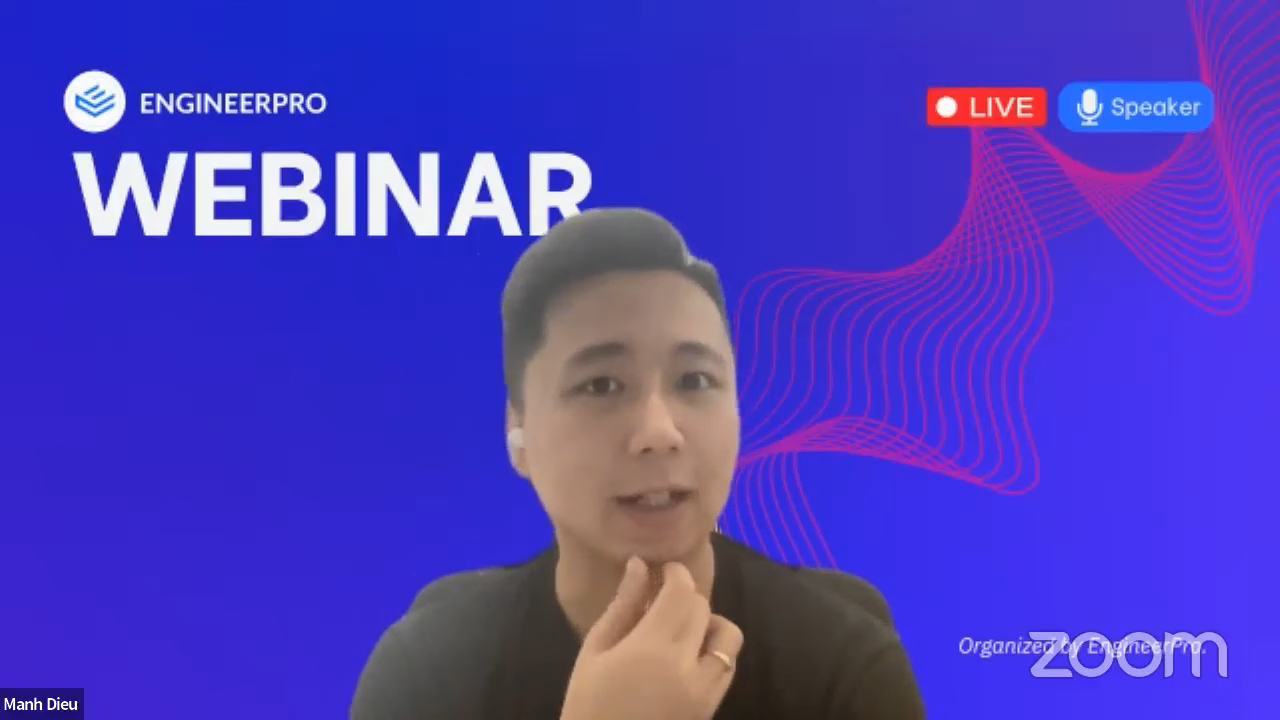 ENGINEERPRO
LIVE
Speaker
WEBINAR
Organized by EngineerPro.
zoom
Manh Dieu